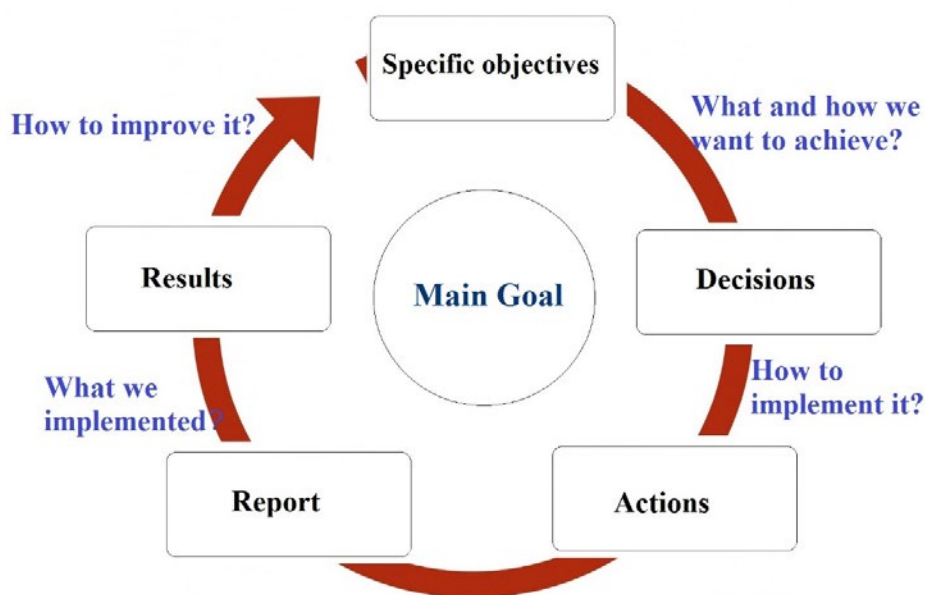 Specific objectives
What and how we
want to achieve?
How to improve it?
Results
Main Goal
Decisions
What we
implemented?
How to
implement it?
Report
Actions